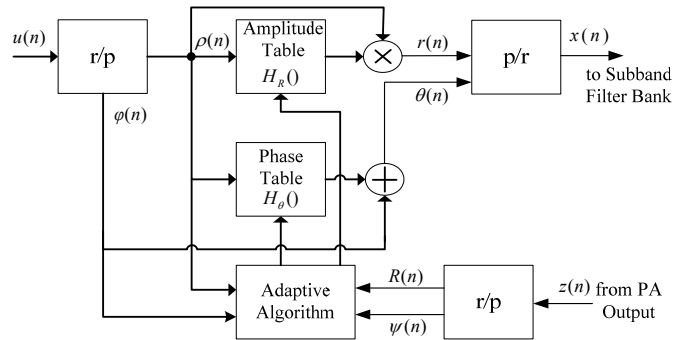 u(n)
r/p
ρ(n)
Amplitude
Table
H_R()
r(n)
p/r
x(n)
to Subband
Filter Bank
θ(n)
φ(n)
Phase
Table
H_θ()
Adaptive
Algorithm
R(n)
ψ(n)
r/p
z(n)
from PA
Output